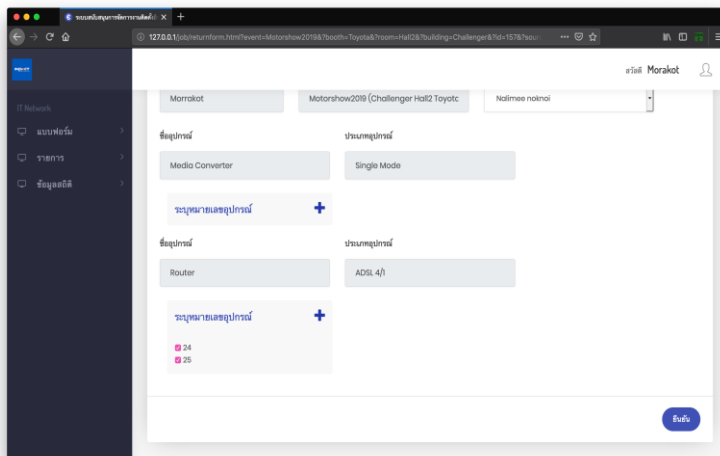 ระบบสนับสนุนการจัดการงานติดตั้ง
127.0.0.1/job/returnform.html?event=Motorshow2019&?booth=Toyota&?room=Hall2&?building=Challenger&?id=157&?sou
สวัสดี Morakot
IT Network
แบบฟอร์ม
รายการ
ข้อมูลสถิติ
Morrakot
Motorshow2019 (Challenger Hall2 Toyotc
Nalimee noknoi
ชื่ออุปกรณ์ ประเภทอุปกรณ์
Media Converter Single Mode
ระบุหมายเลขอุปกรณ์
ชื่ออุปกรณ์ ประเภทอุปกรณ์
Router ADSL 4/1
ระบุหมายเลขอุปกรณ์
24
25
ยืนยัน